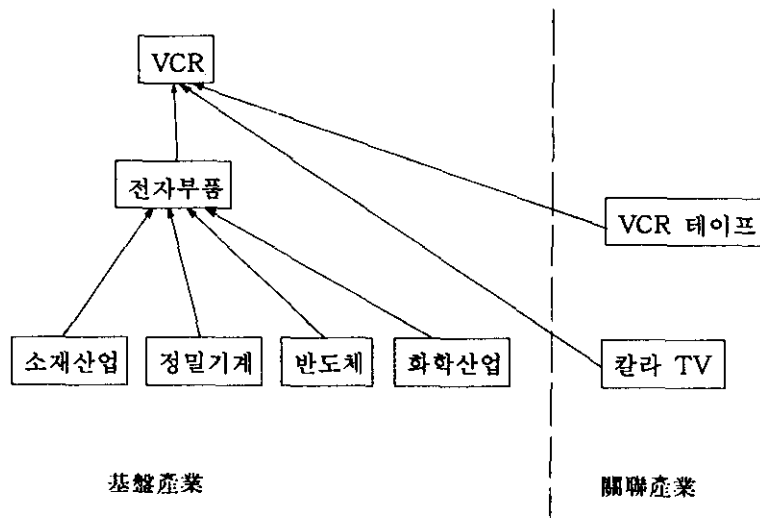 VCR
전자부품
VCR 테이프
소재산업
정밀기계
반도체
화학산업
칼라 TV
基盤産業
關聯産業